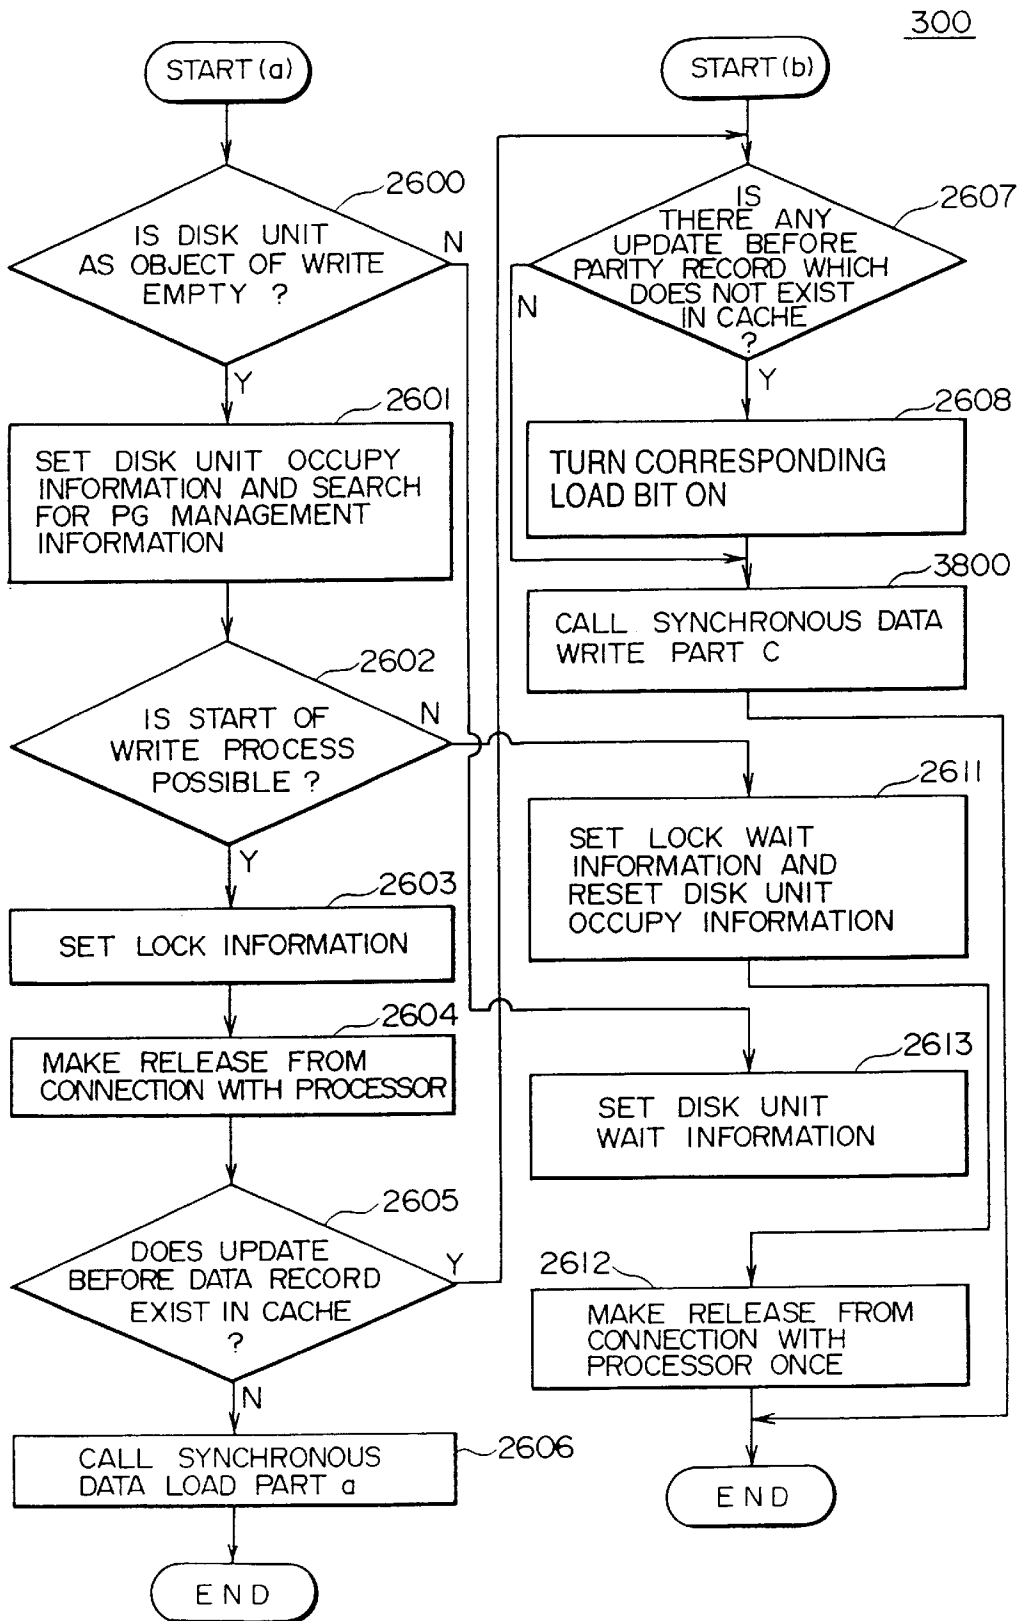 300
START (a)
2600
IS DISK UNIT
AS OBJECT OF WRITE
EMPTY ?
N
Y
2601
SET DISK UNIT OCCUPY
INFORMATION AND SEARCH
FOR PG MANAGEMENT
INFORMATION
2602
IS START OF
WRITE PROCESS
POSSIBLE ?
N
Y
2603
SET LOCK INFORMATION
2604
MAKE RELEASE FROM
CONNECTION WITH PROCESSOR
2605
DOES UPDATE
BEFORE DATA RECORD
EXIST IN CACHE
?
Y
N
2606
CALL SYNCHRONOUS
DATA LOAD PART a
END
START (b)
2607
IS
THERE ANY
UPDATE BEFORE
PARITY RECORD WHICH
DOES NOT EXIST
IN CACHE
?
N
Y
2608
TURN CORRESPONDING
LOAD BIT ON
3800
CALL SYNCHRONOUS DATA
WRITE PART C
2611
SET LOCK WAIT
INFORMATION AND
RESET DISK UNIT
OCCUPY INFORMATION
2613
SET DISK UNIT
WAIT INFORMATION
2612
MAKE RELEASE FROM
CONNECTION WITH
PROCESSOR ONCE
END